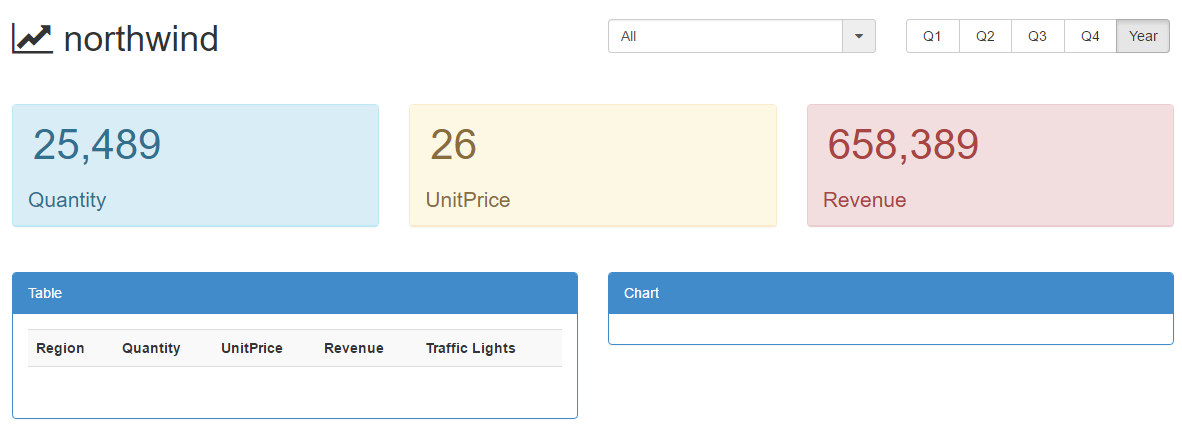 northwind
All
Q1 Q2 Q3 Q4 Year
25,489
Quantity
26
UnitPrice
658,389
Revenue
Table
Region Quantity UnitPrice Revenue Traffic Lights
Chart